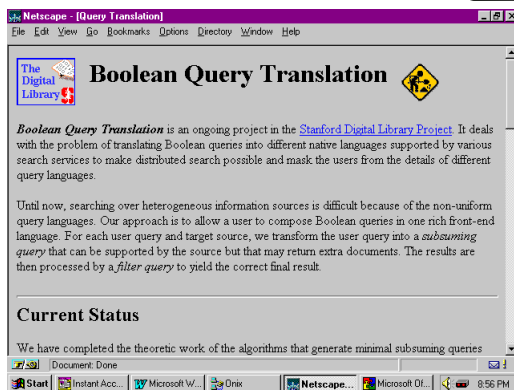 Netscape - [Query Translation]
File Edit View Go Bookmarks Options Directory Window Help
The
Digital
Library
Boolean Query Translation
Boolean Query Translation is an ongoing project in the Stanford Digital Library Project. It deals
with the problem of translating Boolean queries into different native languages supported by various
search services to make distributed search possible and mask the users from the details of different
query languages.
Until now, searching over heterogeneous information sources is difficult because of the non-uniform
query languages. Our approach is to allow a user to compose Boolean queries in one rich front-end
language. For each user query and target source, we transform the user query into a subsuming
query that can be supported by the source but that may return extra documents. The results are
then processed by a filter query to yield the correct final result.
Current Status
We have completed the theoretic work of the algorithms that generate minimal subsuming queries
Document: Done
Start Instant Acc... Microsoft W... Onix Netscape... Microsoft Of... 8:56 PM